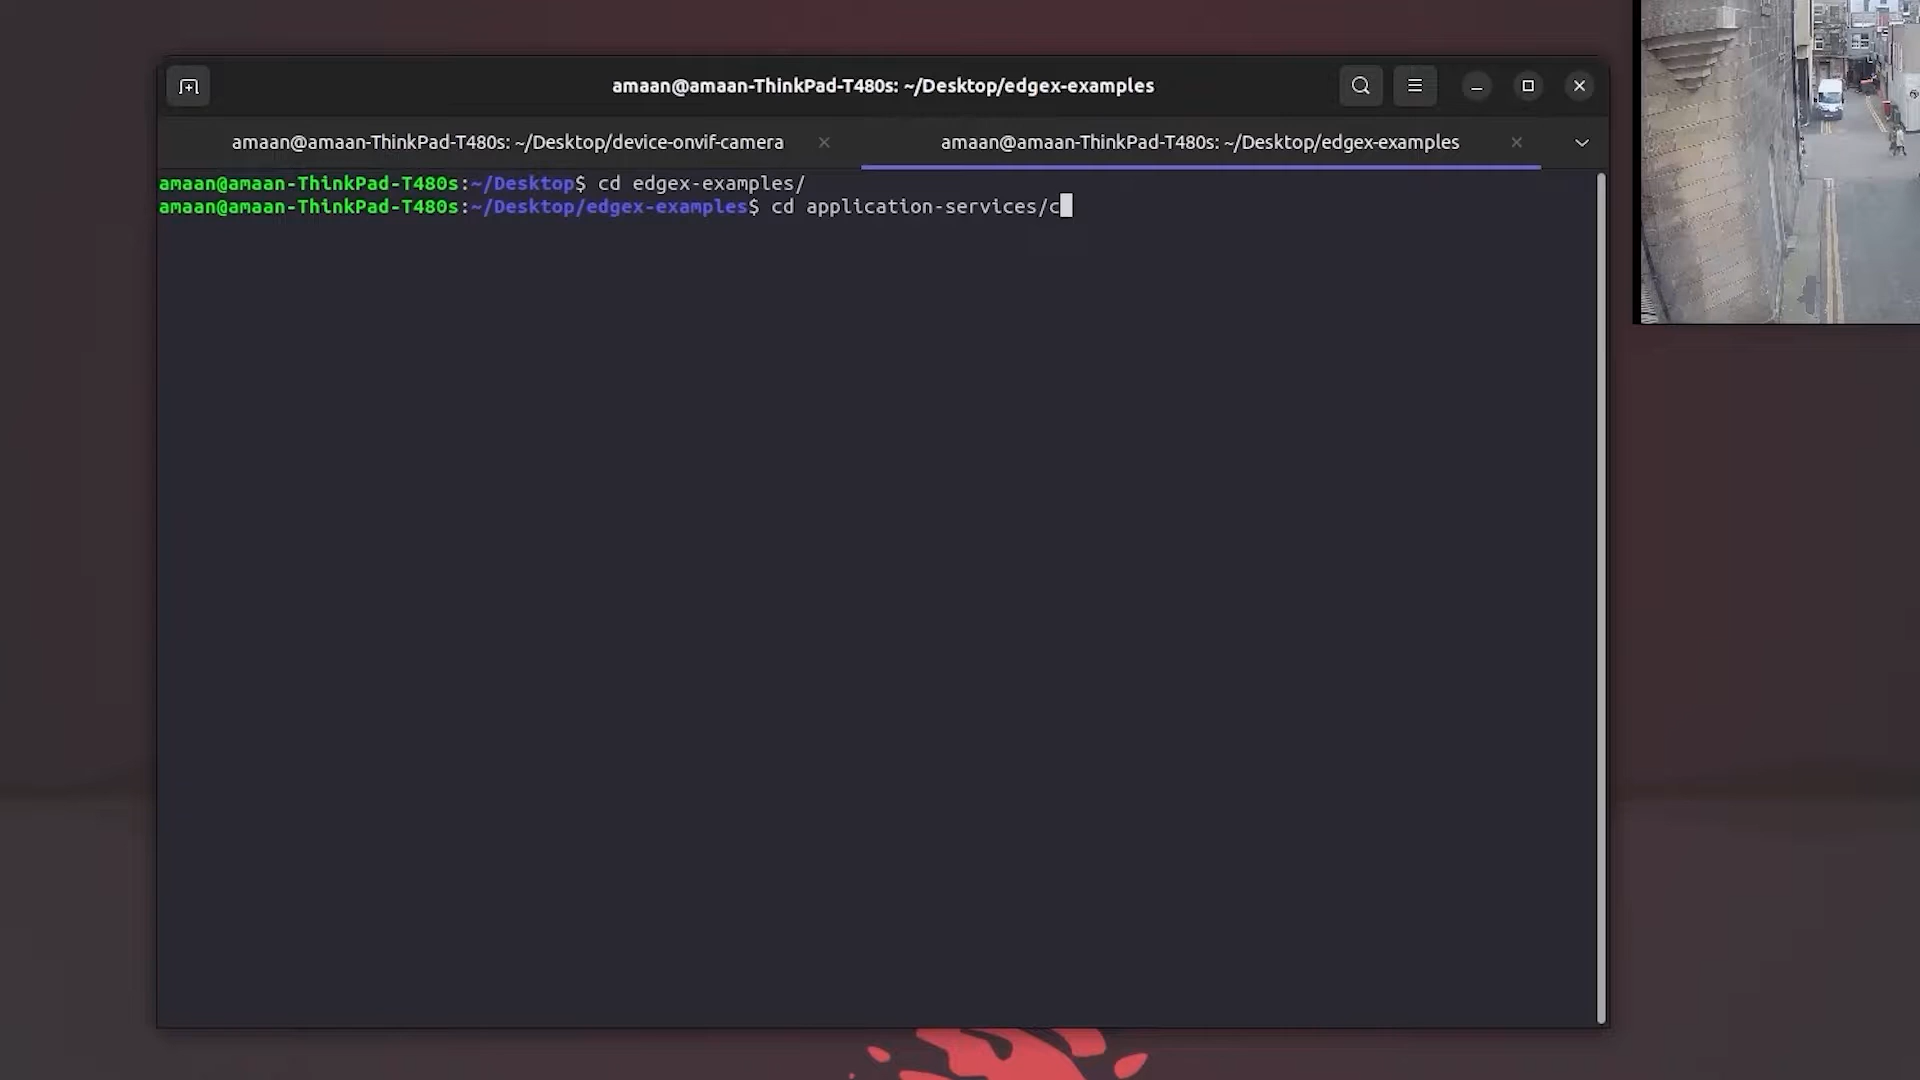 amaan@amaan-ThinkPad-T480s: ~/Desktop/edgex-examples
amaan@amaan-ThinkPad-T480s: ~/Desktop/device-onvif-camera
amaan@amaan-ThinkPad-T480s: ~/Desktop/edgex-examples
amaan@amaan-ThinkPad-T480s:~/Desktop$ cd edgex-examples/
amaan@amaan-ThinkPad-T480s:~/Desktop/edgex-examples$ cd application-services/c